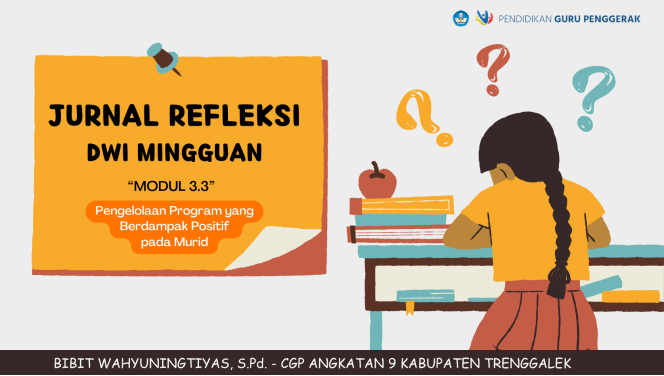 PENDIDIKAN GURU PENGGERAK
JURNAL REFLEKSI
DWI MINGGUAN
“MODUL 3.3”
Pengelolaan Program yang
Berdampak Positif
pada Murid
BIBIT WAHYUNINGTIYAS, S.Pd. - CGP ANGKATAN 9 KABUPATEN TRENGGALEK